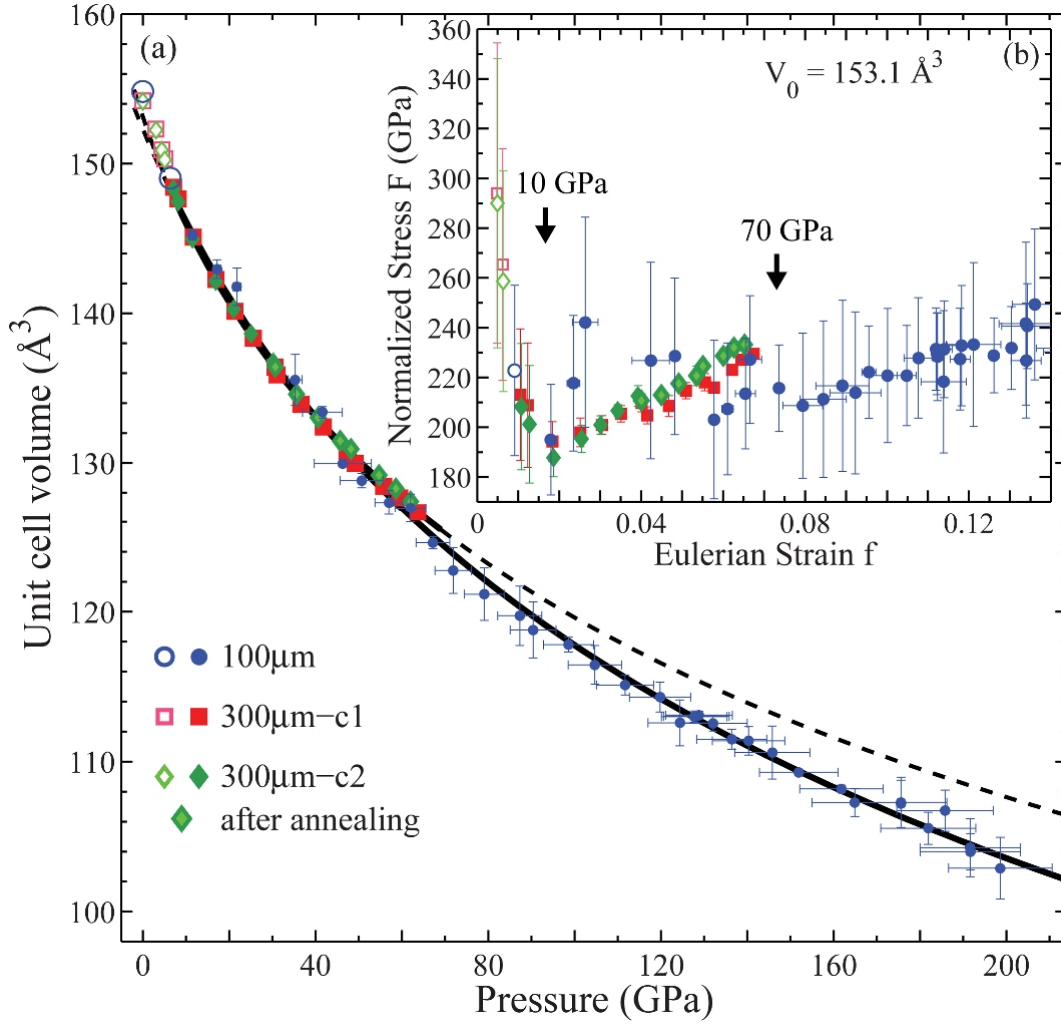 (a)
160
150
140
130
120
110
100
Unit cell volume (Å³)
0
40
80
120
160
200
Pressure (GPa)
100μm
300μm−c1
300μm−c2
after annealing
(b)
V₀ = 153.1 Å³
360
340
320
300
280
260
240
220
200
180
Normalized Stress F (GPa)
10 GPa
70 GPa
0
0.04
0.08
0.12
Eulerian Strain f